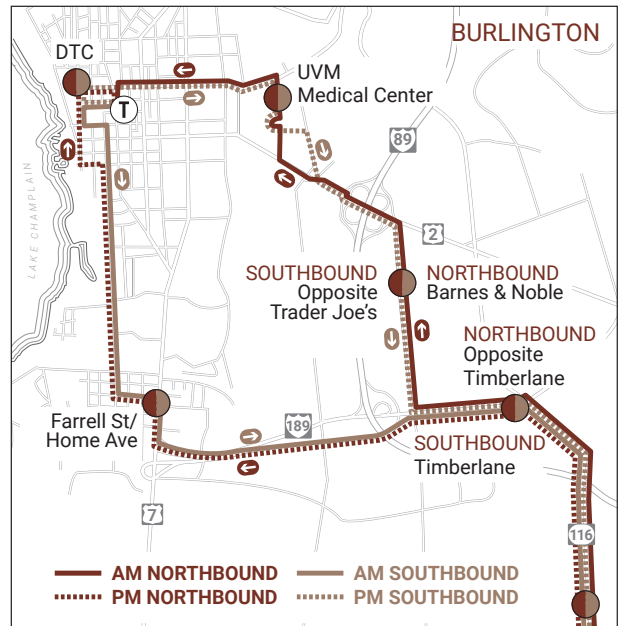 BURLINGTON
DTC
T
UVM
Medical Center
LAKE CHAMPLAIN
89
2
SOUTHBOUND
Opposite
Trader Joe's
NORTHBOUND
Barnes & Noble
NORTHBOUND
Opposite
Timberlane
Farrell St/
Home Ave
189
SOUTHBOUND
Timberlane
7
116
AM NORTHBOUND
AM SOUTHBOUND
PM NORTHBOUND
PM SOUTHBOUND